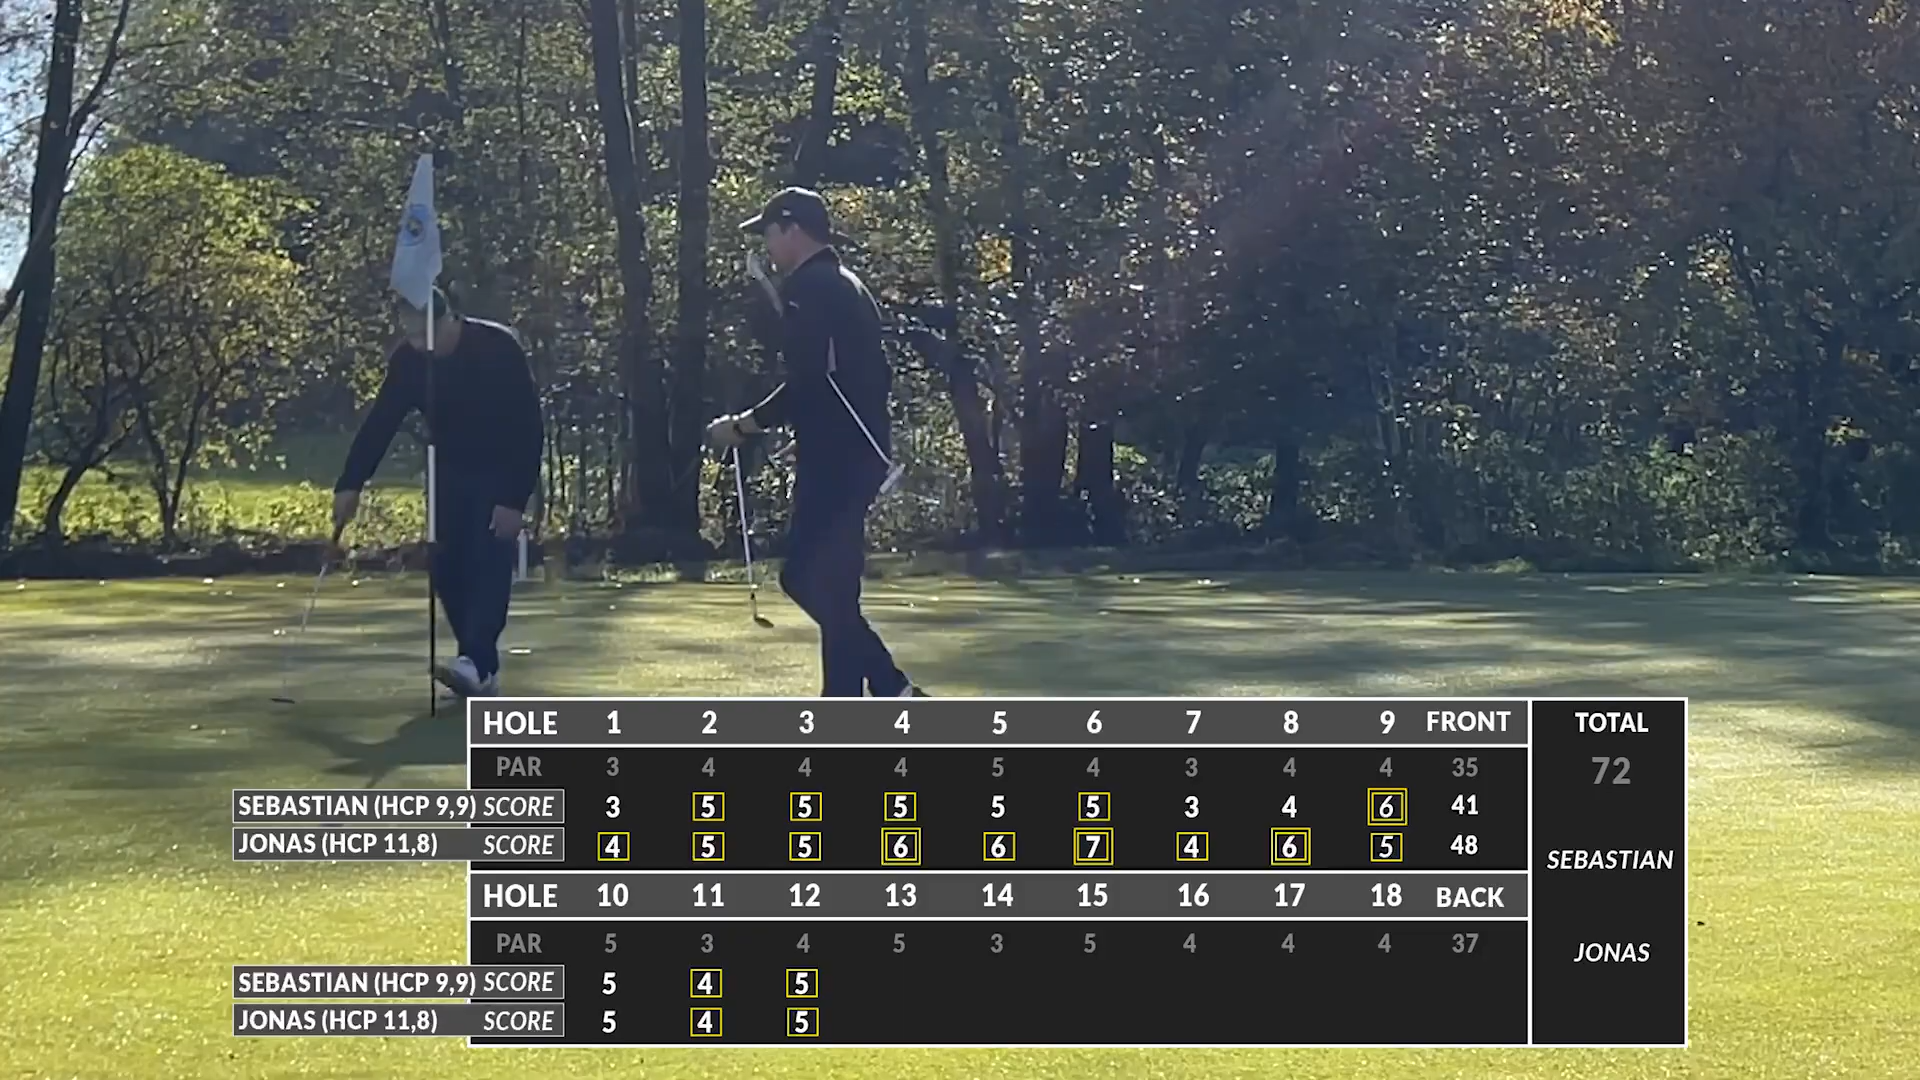 HOLE 1 2 3 4 5 6 7 8 9 FRONT TOTAL
PAR 3 4 4 4 5 4 3 4 4 35 72
SEBASTIAN (HCP 9,9) SCORE 3 5 5 5 5 5 3 4 6 41
JONAS (HCP 11,8) SCORE 4 5 5 6 6 7 4 6 5 48
SEBASTIAN
HOLE 10 11 12 13 14 15 16 17 18 BACK
PAR 5 3 4 5 3 5 4 4 4 37
JONAS
SEBASTIAN (HCP 9,9) SCORE 5 4 5
JONAS (HCP 11,8) SCORE 5 4 5